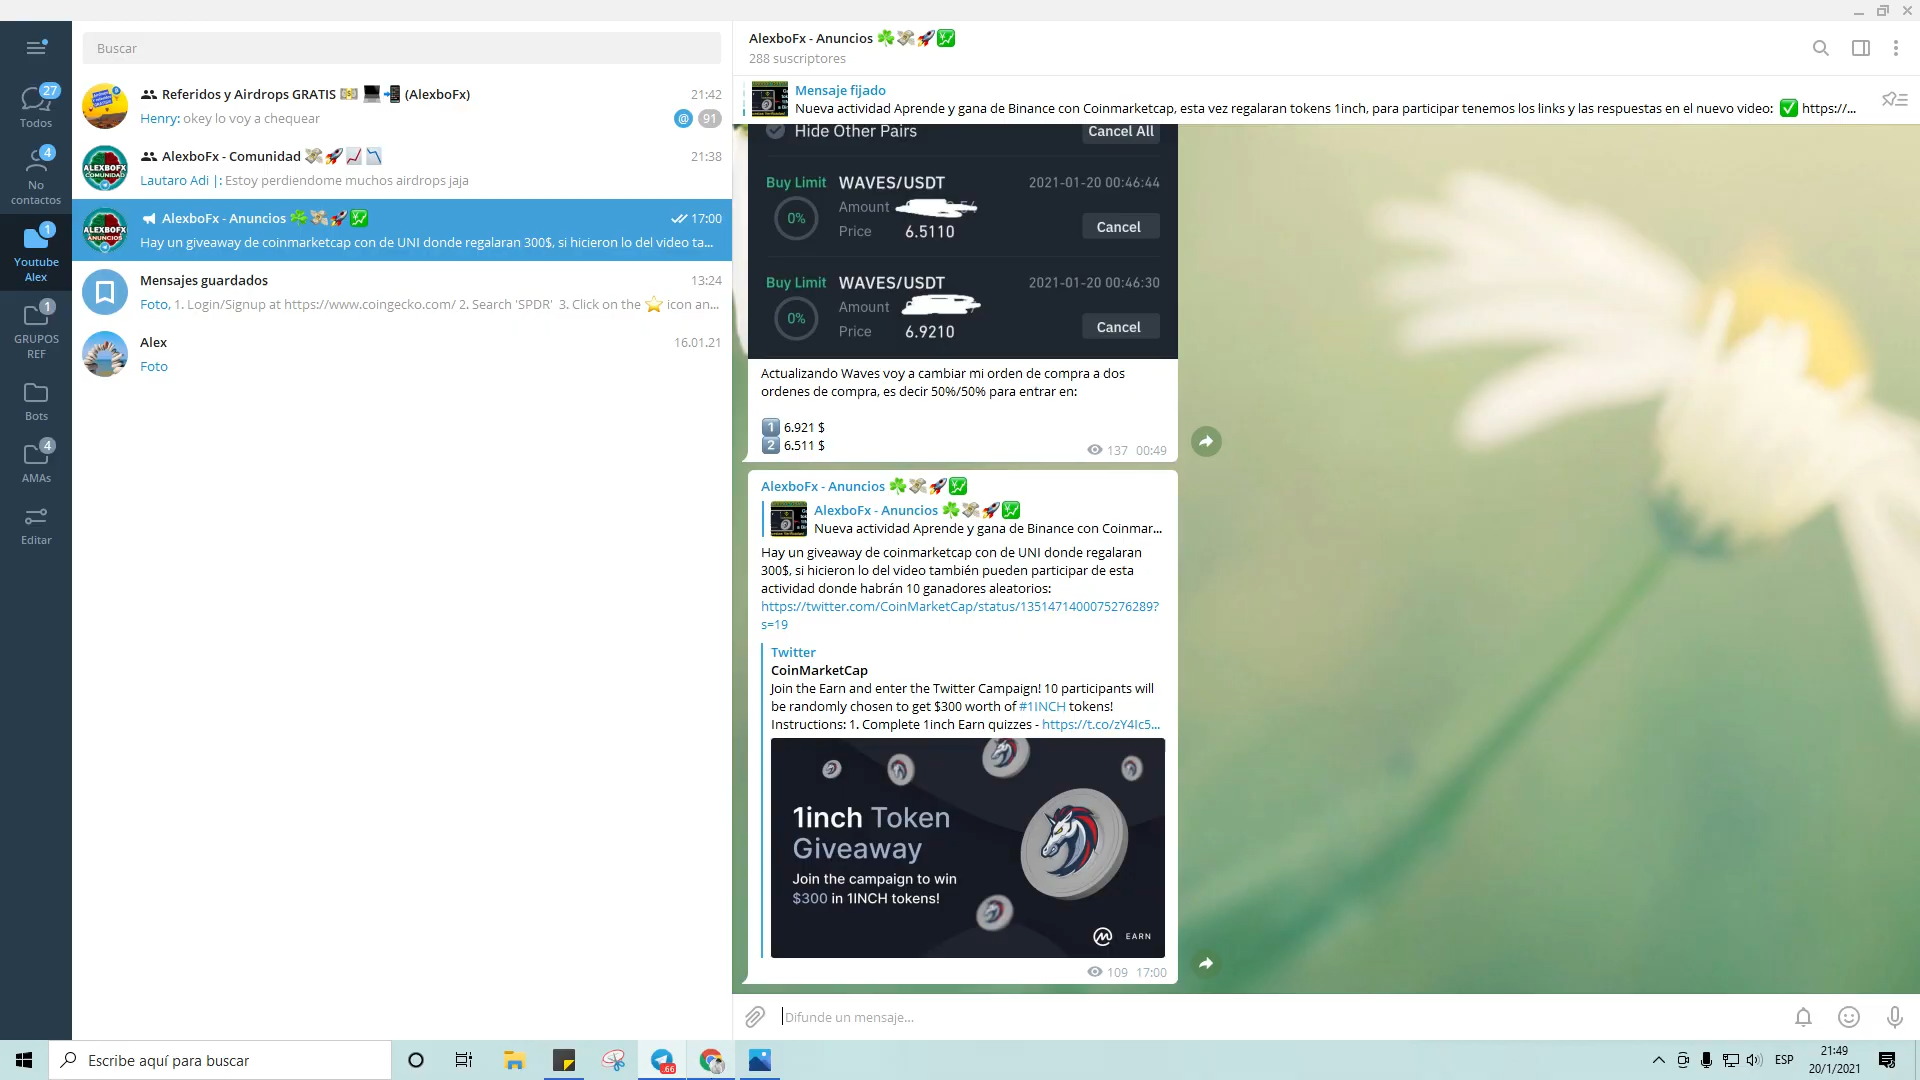 Buscar
27
Todos
4
No
contactos
1
Youtube
Alex
1
GRUPOS
REF
Bots
4
AMAs
Editar
Referidos y Airdrops GRATIS (AlexboFx)
21:42
Henry: okey lo voy a chequear
@ 91
AlexboFx - Comunidad
21:38
Lautaro Adi |: Estoy perdiendome muchos airdrops jaja
ALEXBOFX
COMUNIDAD
AlexboFx - Anuncios
17:00
Hay un giveaway de coinmarketcap con de UNI donde regalaran 300$, si hicieron lo del video ta...
ALEXBOFX
ANUNCIOS
Mensajes guardados
13:24
Foto, 1. Login/Signup at https://www.coingecko.com/ 2. Search 'SPDR' 3. Click on the ⭐ icon an...
Alex
16.01.21
Foto
AlexboFx - Anuncios
288 suscriptores
Mensaje fijado
Nueva actividad Aprende y gana de Binance con Coinmarketcap, esta vez regalaran tokens 1inch, para participar tenemos los links y las respuestas en el nuevo video: ✅ https://...
Hide Other Pairs
Cancel All
Buy Limit WAVES/USDT 2021-01-20 00:46:44
0%
Amount
Price 6.5110
Cancel
Buy Limit WAVES/USDT 2021-01-20 00:46:30
0%
Amount
Price 6.9210
Cancel
Actualizando Waves voy a cambiar mi orden de compra a dos
ordenes de compra, es decir 50%/50% para entrar en:
1 6.921 $
2 6.511 $
137 00:49
AlexboFx - Anuncios
AlexboFx - Anuncios
Nueva actividad Aprende y gana de Binance con Coinmar...
Hay un giveaway de coinmarketcap con de UNI donde regalaran
300$, si hicieron lo del video también pueden participar de esta
actividad donde habrán 10 ganadores aleatorios:
https://twitter.com/CoinMarketCap/status/1351471400075276289?
s=19
Twitter
CoinMarketCap
Join the Earn and enter the Twitter Campaign! 10 participants will
be randomly chosen to get $300 worth of #1INCH tokens!
Instructions: 1. Complete 1inch Earn quizzes - https://t.co/zY4Ic5...
1inch Token
Giveaway
Join the campaign to win
$300 in 1INCH tokens!
EARN
109 17:00
Difunde un mensaje...
Escribe aquí para buscar
.66
ESP
21:49
20/1/2021